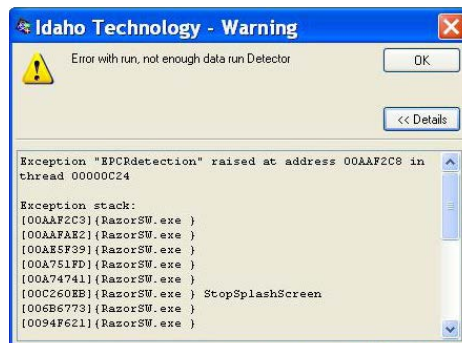 Idaho Technology - Warning
Error with run, not enough data run Detector
OK
<< Details
Exception "EPCRdetection" raised at address 00AAF2C8 in
thread 00000C24
Exception stack:
[00AAF2C3]{RazorSW.exe }
[00AAFAE2]{RazorSW.exe }
[00AE5F39]{RazorSW.exe }
[00A751FD]{RazorSW.exe }
[00A74741]{RazorSW.exe }
[00C260EB]{RazorSW.exe } StopSplashScreen
[006B6773]{RazorSW.exe }
[0094F621]{RazorSW.exe }